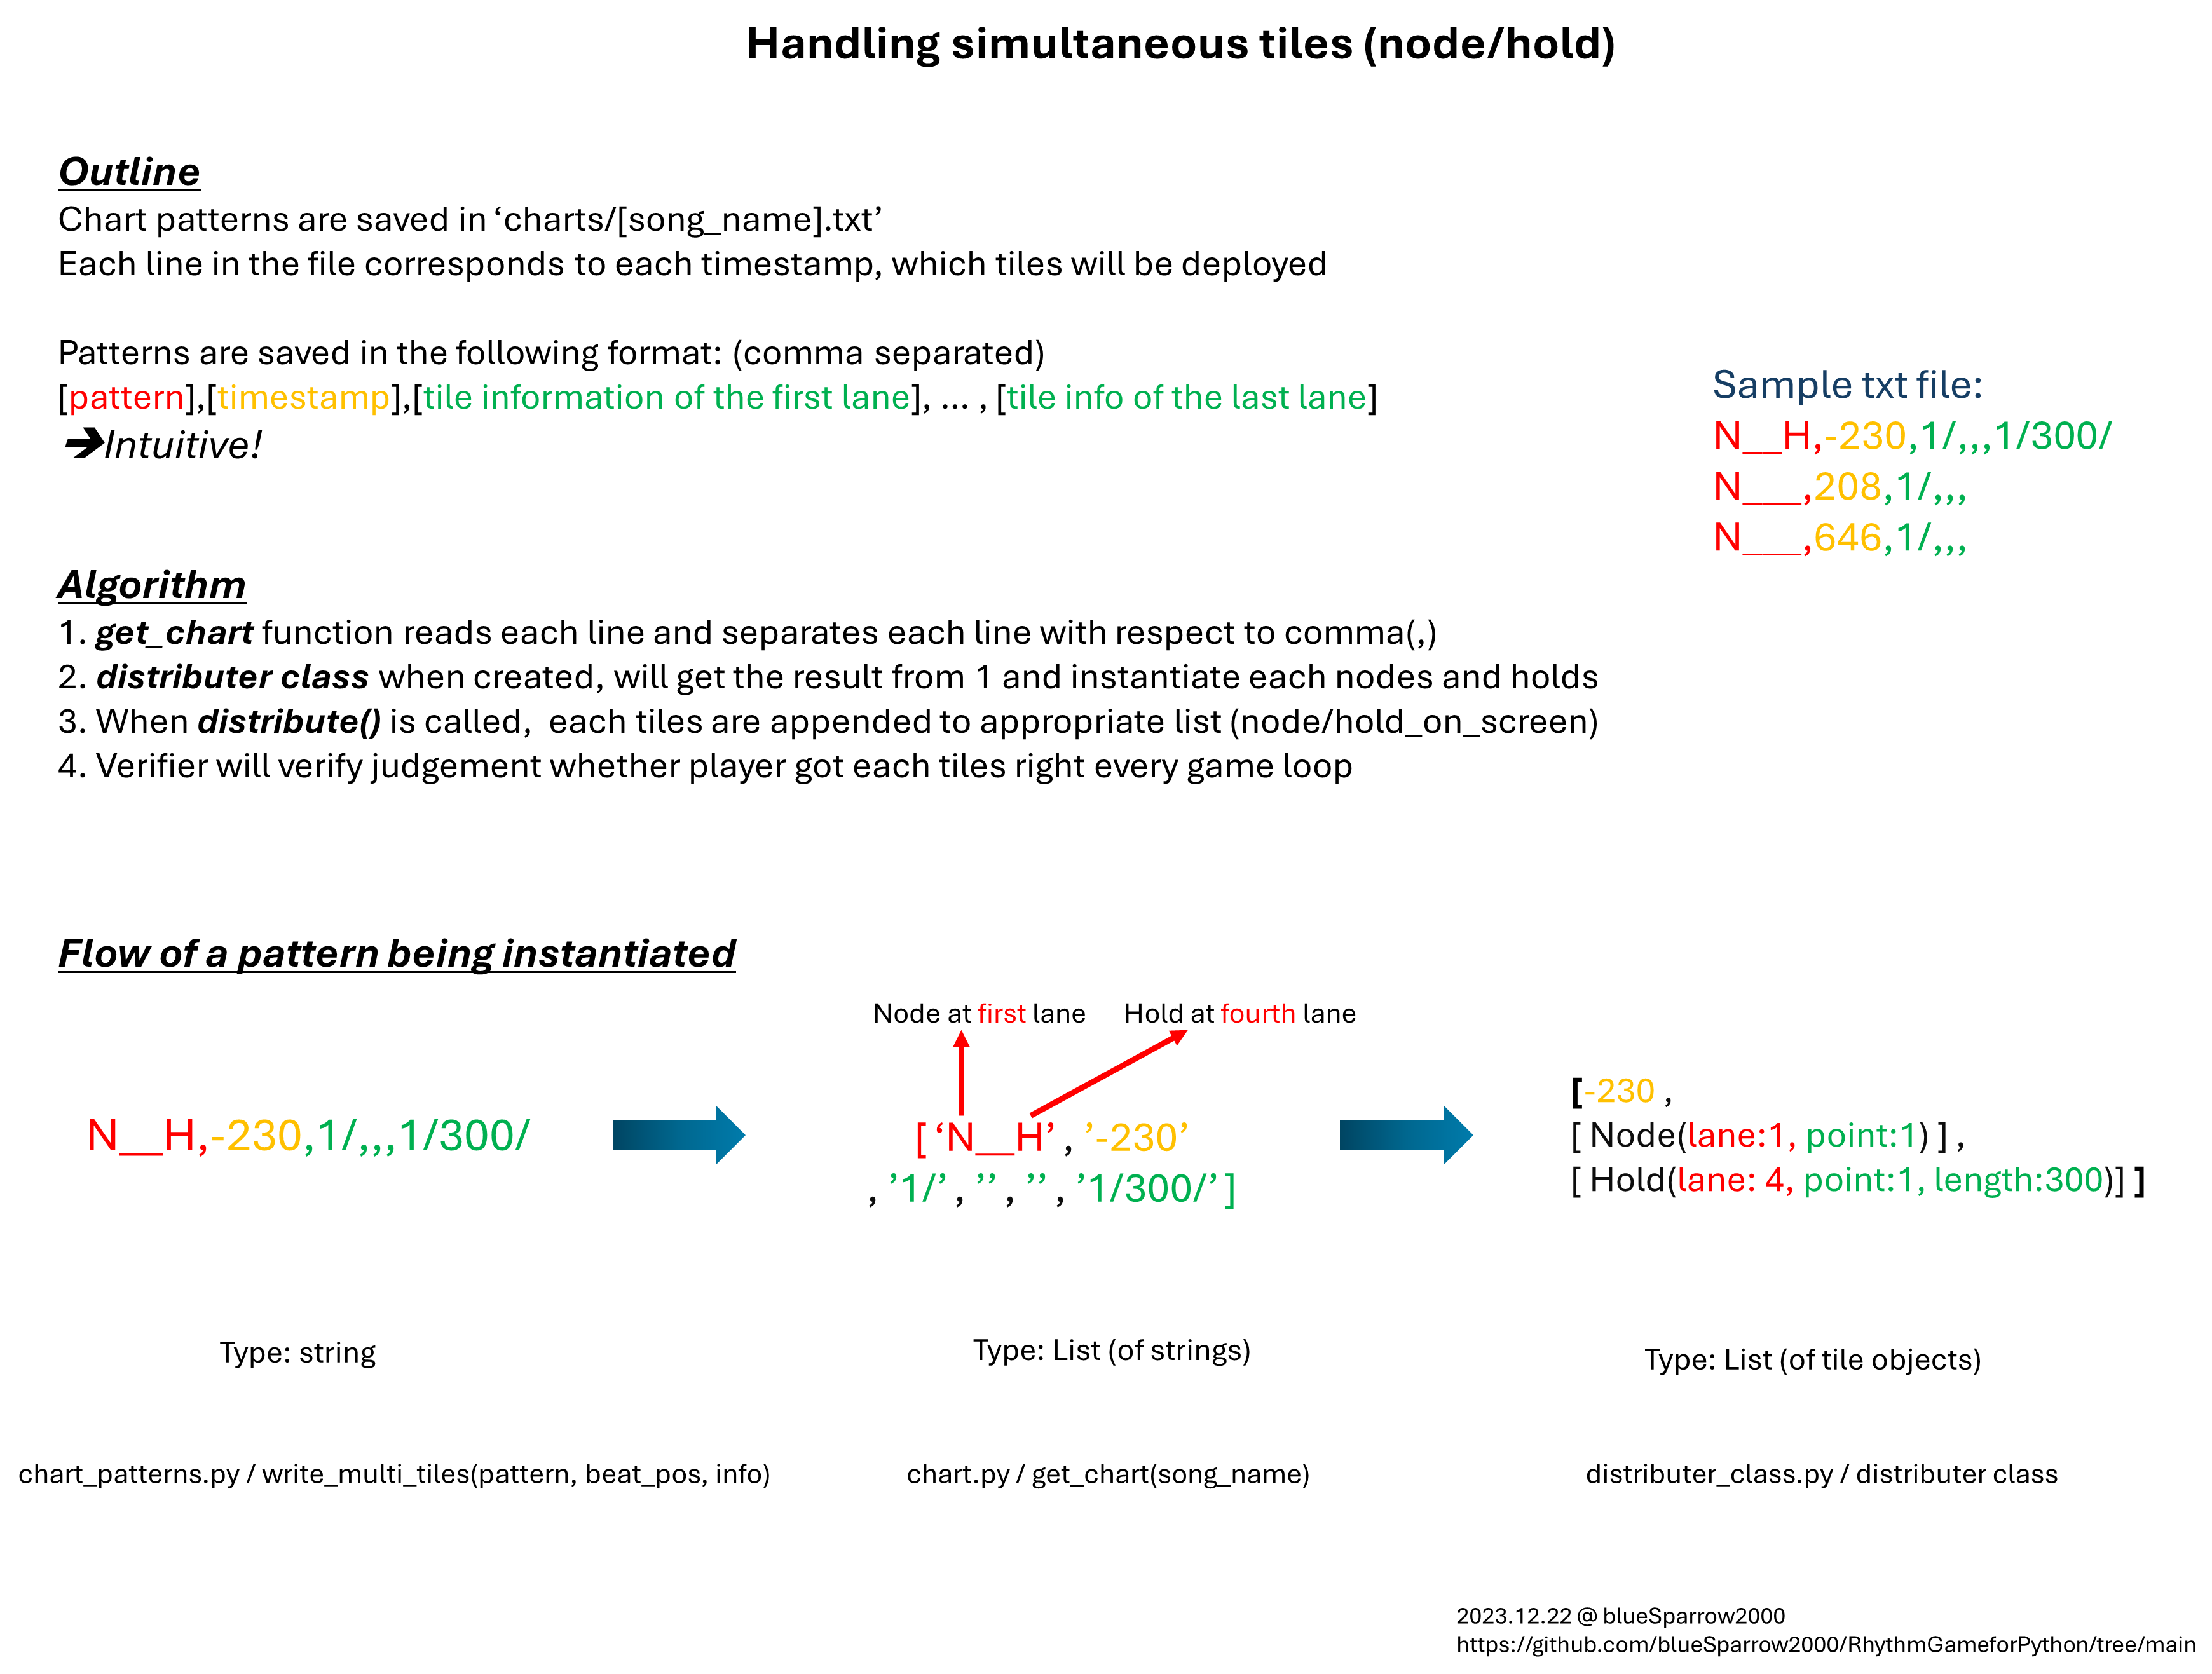 Handling simultaneous tiles (node/hold)
Outline
Chart patterns are saved in ‘charts/[song_name].txt’
Each line in the file corresponds to each timestamp, which tiles will be deployed
Patterns are saved in the following format: (comma separated)
[pattern],[timestamp],[tile information of the first lane], ... , [tile info of the last lane]
➔Intuitive!
Sample txt file:
N__H,-230,1/,,,1/300/
N___,208,1/,,,
N___,646,1/,,,
Algorithm
1. get_chart function reads each line and separates each line with respect to comma(,)
2. distributer class when created, will get the result from 1 and instantiate each nodes and holds
3. When distribute() is called,  each tiles are appended to appropriate list (node/hold_on_screen)
4. Verifier will verify judgement whether player got each tiles right every game loop
Flow of a pattern being instantiated
Node at first lane
Hold at fourth lane
N__H,-230,1/,,,1/300/
[ ‘N__H’ , ’-230’
, ’1/’ , ’’ , ’’ , ’1/300/’ ]
[-230 ,
[ Node(lane:1, point:1) ] ,
[ Hold(lane: 4, point:1, length:300)] ]
Type: string
Type: List (of strings)
Type: List (of tile objects)
chart_patterns.py / write_multi_tiles(pattern, beat_pos, info)
chart.py / get_chart(song_name)
distributer_class.py / distributer class
2023.12.22 @ blueSparrow2000
https://github.com/blueSparrow2000/RhythmGameforPython/tree/main